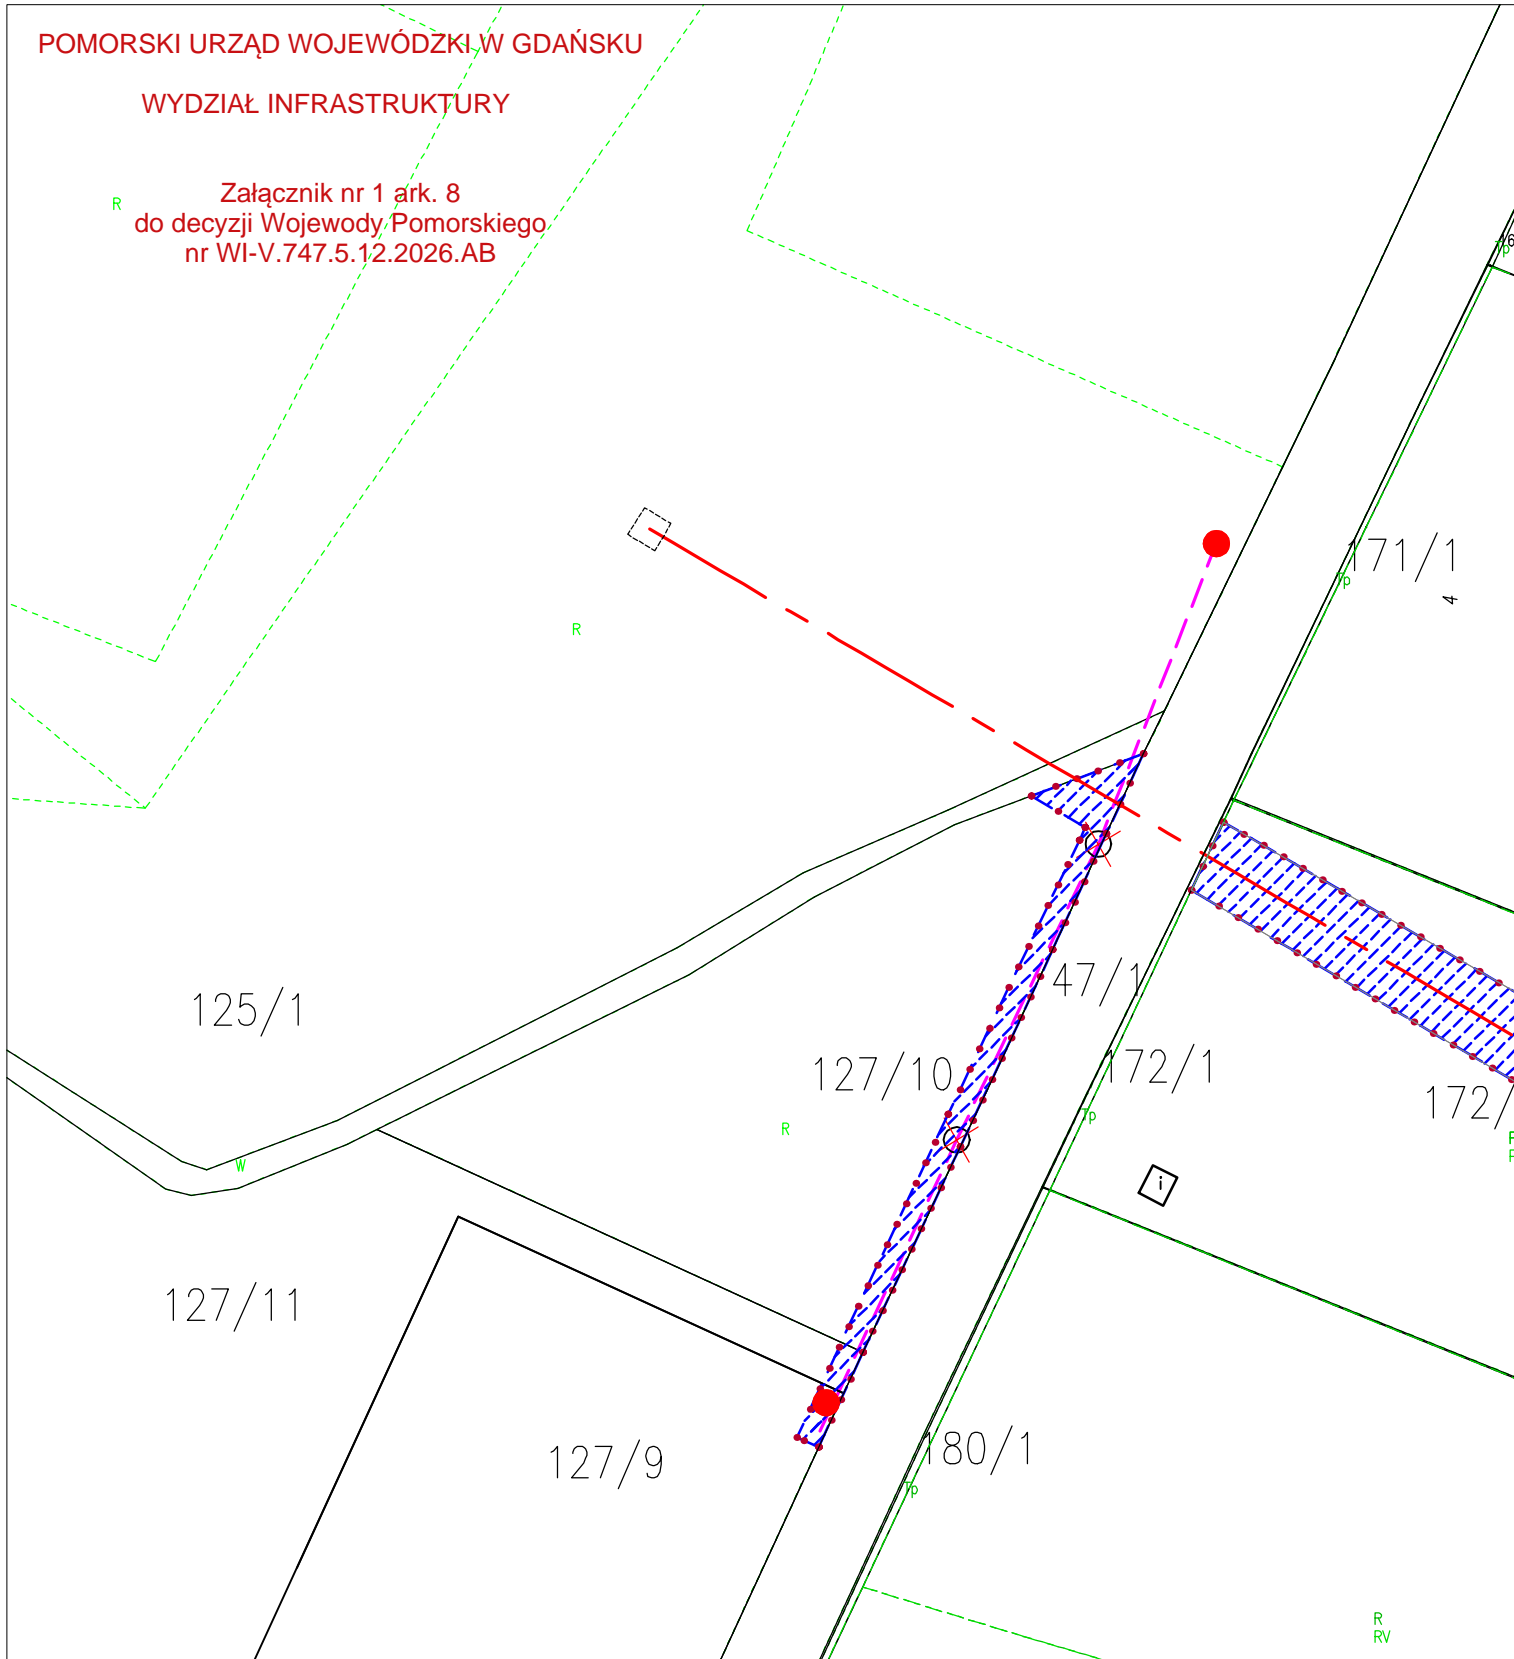 POMORSKI URZĄD WOJEWÓDZKI W GDAŃSKU
WYDZIAŁ INFRASTRUKTURY
Załącznik nr 1 ark. 8
do decyzji Wojewody Pomorskiego
nr WI-V.747.5.12.2026.AB
R
Tp
171/1
Tp
4
R
125/1
47/1
127/10
172/1
172/
Tp
R
W
i
127/11
127/9
180/1
Tp
R
RV